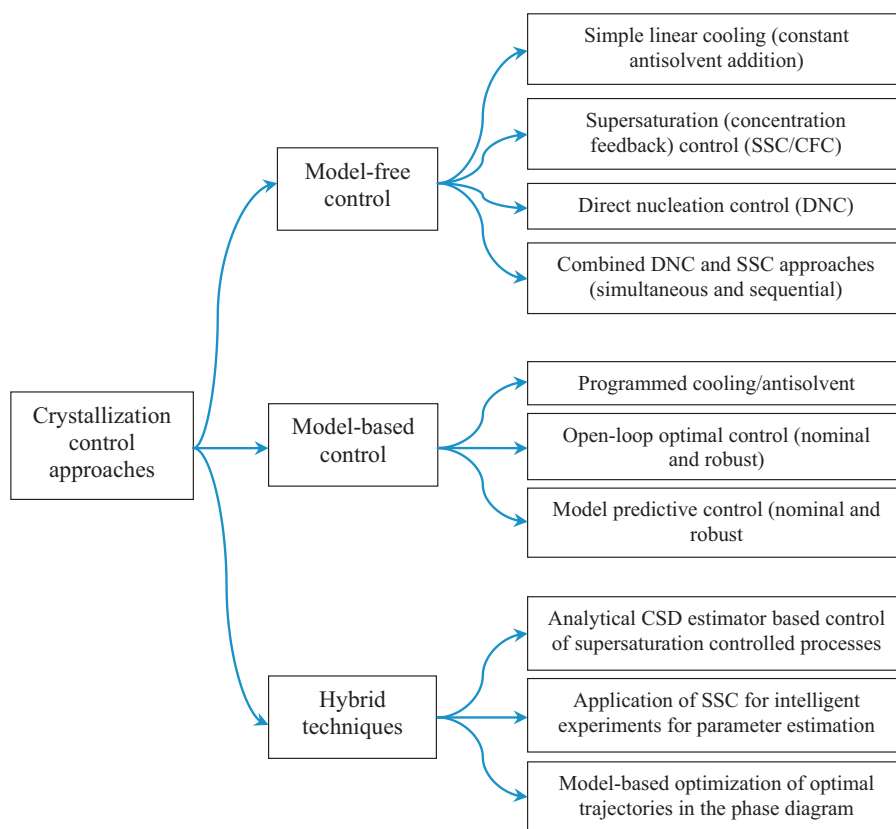 Simple linear cooling (constant
antisolvent addition)
Supersaturation (concentration
feedback) control (SSC/CFC)
Model-free
control
Direct nucleation control (DNC)
Combined DNC and SSC approaches
(simultaneous and sequential)
Programmed cooling/antisolvent
Crystallization
control
approaches
Model-based
control
Open-loop optimal control (nominal
and robust)
Model predictive control (nominal and
robust
Analytical CSD estimator based control
of supersaturation controlled processes
Hybrid
techniques
Application of SSC for intelligent
experiments for parameter estimation
Model-based optimization of optimal
trajectories in the phase diagram